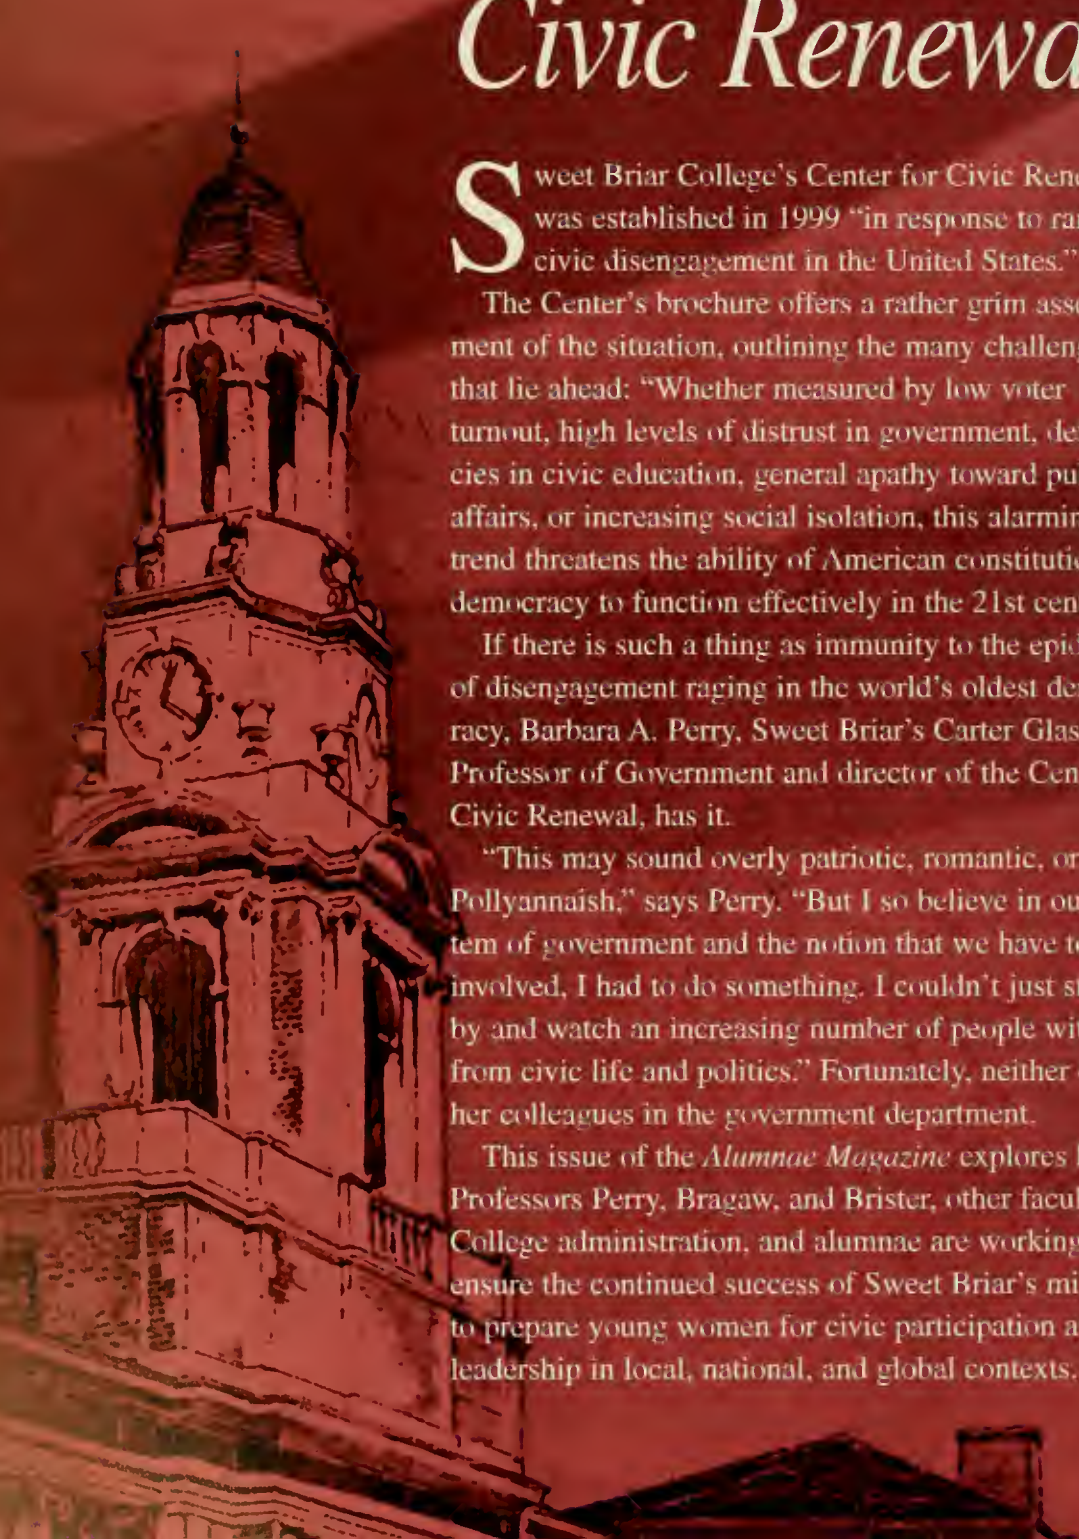 Civic Renewa
Sweet Briar College's Center for Civic Rene
was established in 1999 "in response to ra
civic disengagement in the United States."
The Center's brochure offers a rather grim asse
ment of the situation, outlining the many challeng
that lie ahead: "Whether measured by low voter
turnout, high levels of distrust in government, de
cies in civic education, general apathy toward pu
affairs, or increasing social isolation, this alarmin
trend threatens the ability of American constitutio
democracy to function effectively in the 21st cen
If there is such a thing as immunity to the epid
of disengagement raging in the world's oldest de
racy, Barbara A. Perry, Sweet Briar's Carter Glas
Professor of Government and director of the Cen
Civic Renewal, has it.
"This may sound overly patriotic, romantic, or
Pollyannaish," says Perry. "But I so believe in ou
tem of government and the notion that we have to
involved, I had to do something. I couldn't just s
by and watch an increasing number of people wi
from civic life and politics." Fortunately, neither
her colleagues in the government department.
This issue of the Alumnae Magazine explores
Professors Perry, Bragaw, and Brister, other facul
College administration, and alumnae are working
ensure the continued success of Sweet Briar's mi
to prepare young women for civic participation a
leadership in local, national, and global contexts.